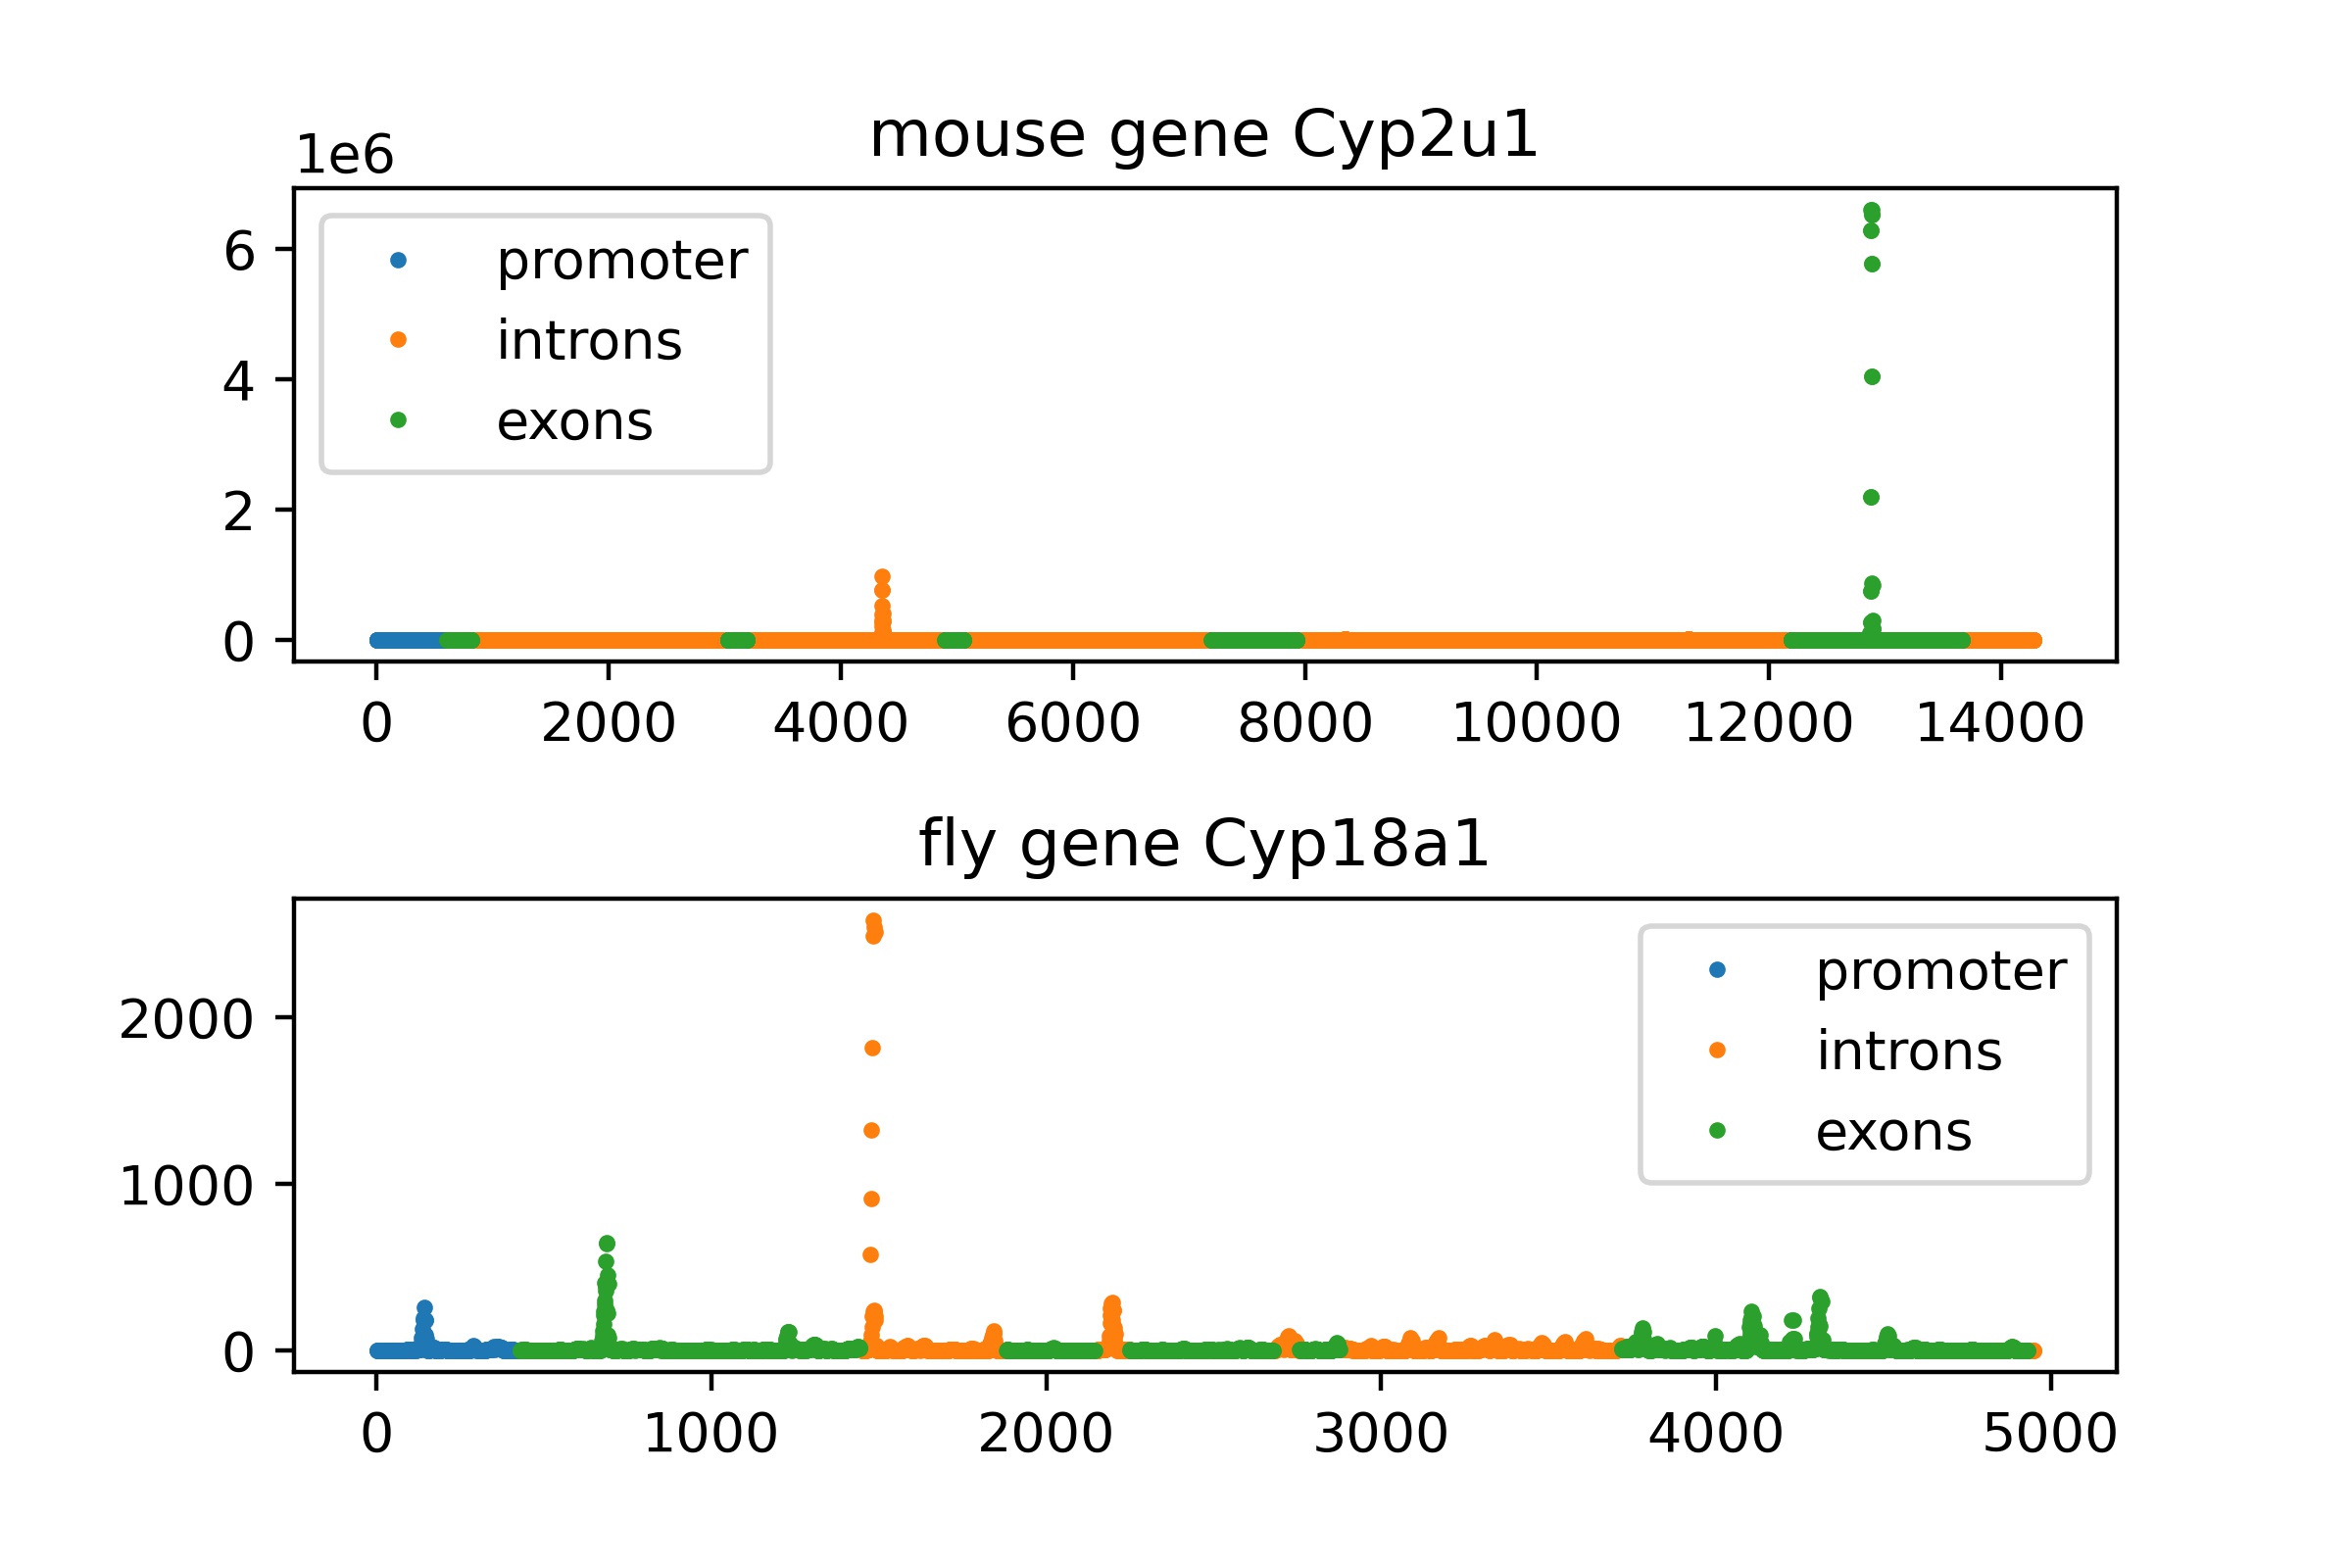 mouse gene Cyp2u1
1e6
6
4
2
0
promoter
introns
exons
0 2000 4000 6000 8000 10000 12000 14000
fly gene Cyp18a1
2000
1000
0
promoter
introns
exons
0 1000 2000 3000 4000 5000